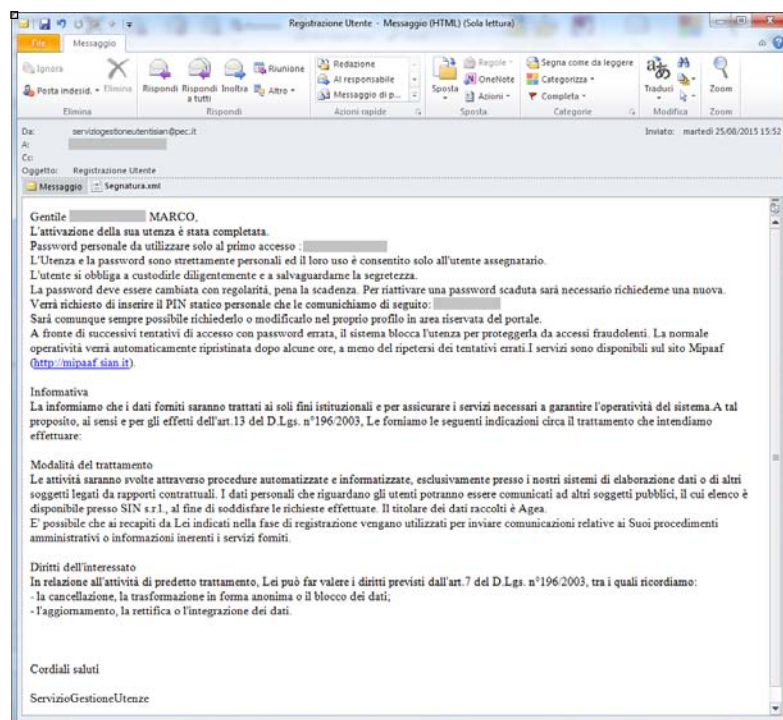 Registrazione Utente - Messaggio (HTML) (Sola lettura)
File Messaggio
Ignora
Posta indesid. Elimina
Rispondi Rispondi a tutti Inoltra
Riunione
Altro
Redazione
Al responsabile
Messaggio di p...
Sposta
Regole
OneNote
Azioni
Segna come da leggere
Categorizza
Completa
Traduci
Zoom
Elimina Rispondi Azioni rapide Sposta Categorie Modifica Zoom
Da: serviziogestioneutentisian@pec.it Inviato: martedì 25/08/2015 15:52
A:
Cc:
Oggetto: Registrazione Utente
Messaggio Segnatura.xml
Gentile MARCO,
L'attivazione della sua utenza è stata completata.
Password personale da utilizzare solo al primo accesso :
L'Utenza e la password sono strettamente personali ed il loro uso è consentito solo all'utente assegnatario.
L'utente si obbliga a custodirle diligentemente e a salvaguardarne la segretezza.
La password deve essere cambiata con regolarità, pena la scadenza. Per riattivare una password scaduta sarà necessario richiederne una nuova.
Verrà richiesto di inserire il PIN statico personale che le comunichiamo di seguito:
Sarà comunque sempre possibile richiederlo o modificarlo nel proprio profilo in area riservata del portale.
A fronte di successivi tentativi di accesso con password errata, il sistema blocca l'utenza per proteggerla da accessi fraudolenti. La normale
operatività verrà automaticamente ripristinata dopo alcune ore, a meno del ripetersi dei tentativi errati.I servizi sono disponibili sul sito Mipaaf
(http://mipaaf.sian.it).
Informativa
La informiamo che i dati forniti saranno trattati ai soli fini istituzionali e per assicurare i servizi necessari a garantire l'operatività del sistema.A tal
proposito, ai sensi e per gli effetti dell'art.13 del D.Lgs. n°196/2003, Le forniamo le seguenti indicazioni circa il trattamento che intendiamo
effettuare:
Modalità del trattamento
Le attività saranno svolte attraverso procedure automatizzate e informatizzate, esclusivamente presso i nostri sistemi di elaborazione dati o di altri
soggetti legati da rapporti contrattuali. I dati personali che riguardano gli utenti potranno essere comunicati ad altri soggetti pubblici, il cui elenco è
disponibile presso SIN s.r.l., al fine di soddisfare le richieste effettuate. Il titolare dei dati raccolti è Agea.
E' possibile che ai recapiti da Lei indicati nella fase di registrazione vengano utilizzati per inviare comunicazioni relative ai Suoi procedimenti
amministrativi o informazioni inerenti i servizi forniti.
Diritti dell'interessato
In relazione all'attività di predetto trattamento, Lei può far valere i diritti previsti dall'art.7 del D.Lgs. n°196/2003, tra i quali ricordiamo:
- la cancellazione, la trasformazione in forma anonima o il blocco dei dati;
- l'aggiornamento, la rettifica o l'integrazione dei dati.
Cordiali saluti
ServizioGestioneUtenze